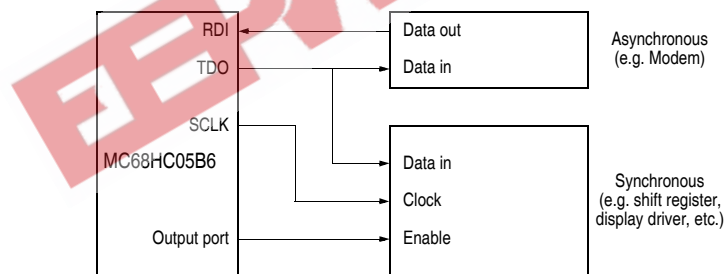 RDI
Data out
Asynchronous
(e.g. Modem)
TDO
Data in
SCLK
MC68HC05B6
Data in
Synchronous
(e.g. shift register,
display driver, etc.)
Clock
Output port
Enable